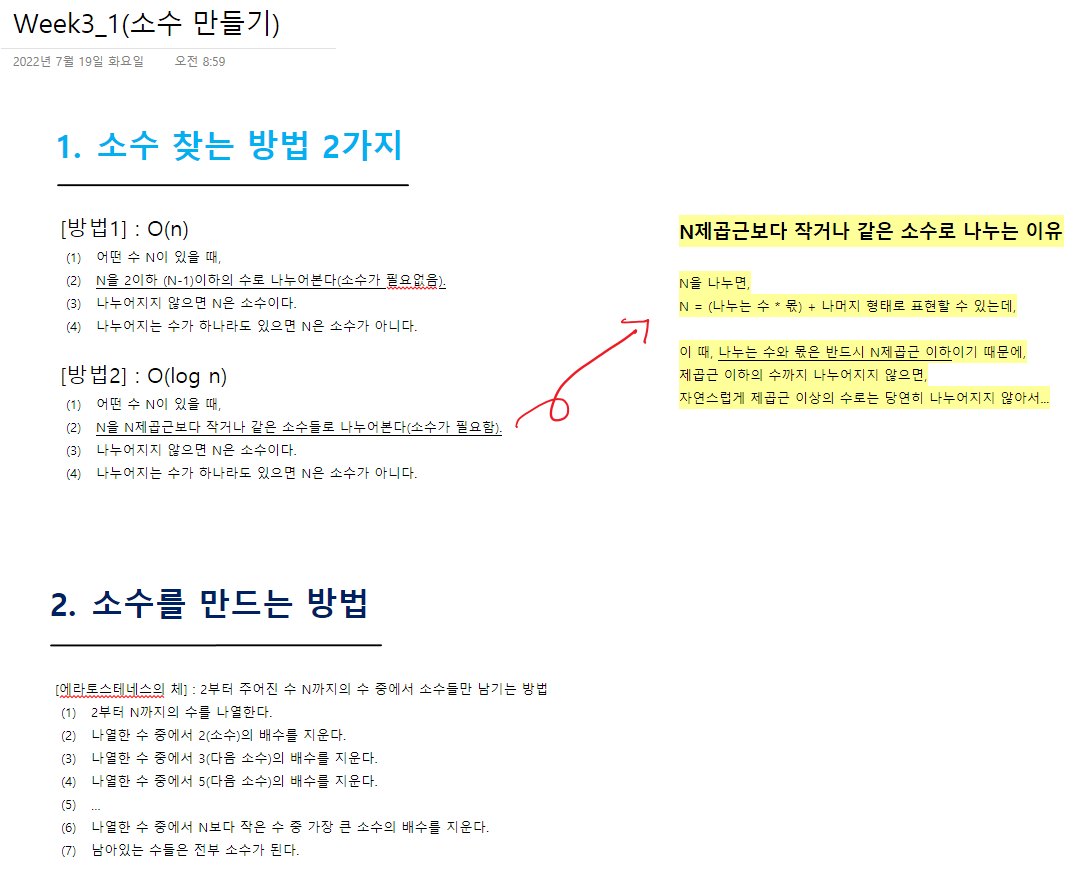 Week3_1(소수 만들기)
2022년 7월 19일 화요일 오전 8:59
1. 소수 찾는 방법 2가지
[방법1] : O(n)
(1) 어떤 수 N이 있을 때,
(2) N을 2이하 (N-1)이하의 수로 나누어본다(소수가 필요없음).
(3) 나누어지지 않으면 N은 소수이다.
(4) 나누어지는 수가 하나라도 있으면 N은 소수가 아니다.
[방법2] : O(log n)
(1) 어떤 수 N이 있을 때,
(2) N을 N제곱근보다 작거나 같은 소수들로 나누어본다(소수가 필요함).
(3) 나누어지지 않으면 N은 소수이다.
(4) 나누어지는 수가 하나라도 있으면 N은 소수가 아니다.
N제곱근보다 작거나 같은 소수로 나누는 이유
N을 나누면,
N = (나누는 수 * 몫) + 나머지 형태로 표현할 수 있는데,
이 때, 나누는 수와 몫은 반드시 N제곱근 이하이기 때문에,
제곱근 이하의 수까지 나누어지지 않으면,
자연스럽게 제곱근 이상의 수로는 당연히 나누어지지 않아서...
2. 소수를 만드는 방법
[에라토스테네스의 체] : 2부터 주어진 수 N까지의 수 중에서 소수들만 남기는 방법
(1) 2부터 N까지의 수를 나열한다.
(2) 나열한 수 중에서 2(소수)의 배수를 지운다.
(3) 나열한 수 중에서 3(다음 소수)의 배수를 지운다.
(4) 나열한 수 중에서 5(다음 소수)의 배수를 지운다.
(5) ...
(6) 나열한 수 중에서 N보다 작은 수 중 가장 큰 소수의 배수를 지운다.
(7) 남아있는 수들은 전부 소수가 된다.